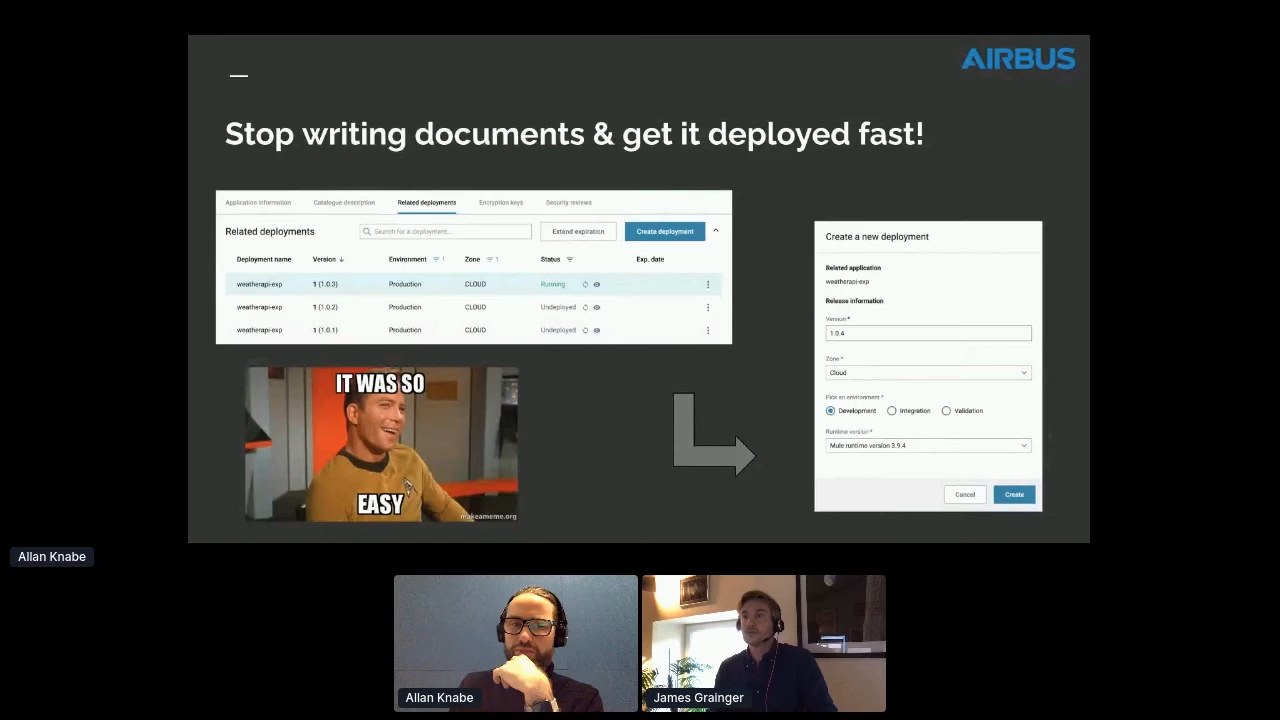 AIRBUS
Stop writing documents & get it deployed fast!
Application information Catalogue description Related deployments Encryption keys Security reviews
Related deployments Search for a deployment... Extend expiration Create deployment
Deployment name Version Environment 1 Zone 1 Status Exp. date
weatherapi-exp 1 (1.0.3) Production CLOUD Running
weatherapi-exp 1 (1.0.2) Production CLOUD Undeployed
weatherapi-exp 1 (1.0.1) Production CLOUD Undeployed
IT WAS SO
EASY
makeameme.org
Create a new deployment
Related application
weatherapi-exp
Release information
Version *
1.0.4
Zone *
Cloud
Pick an environment *
Development Integration Validation
Runtime version *
Mule runtime version 3.9.4
Cancel Create
Allan Knabe
Allan Knabe
James Grainger